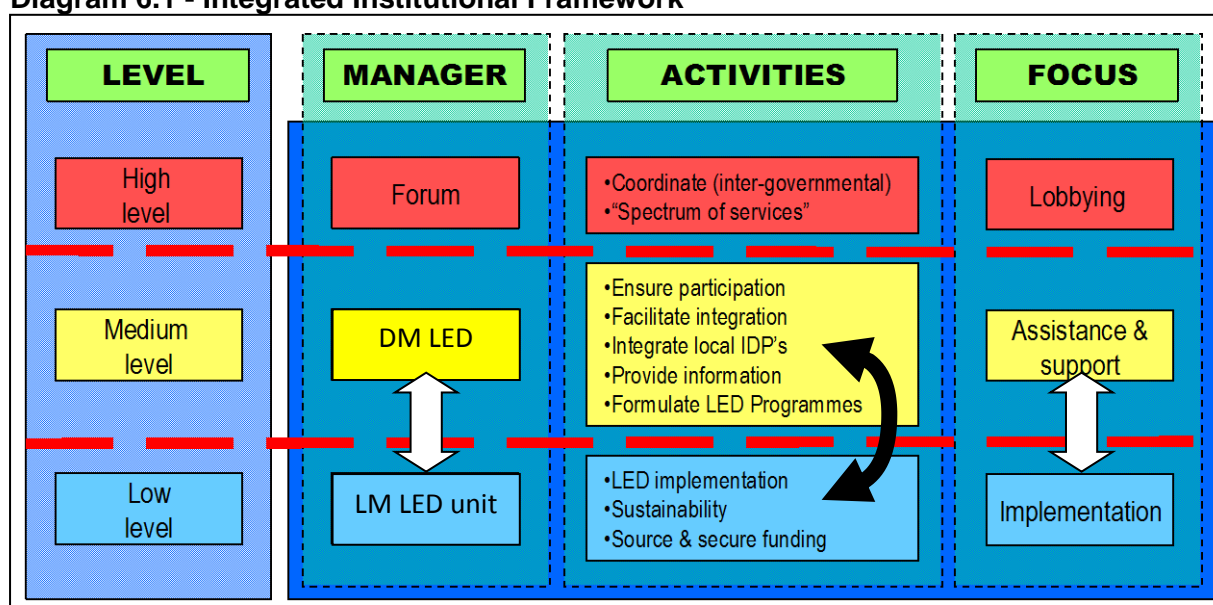 Diagram 6.1 - Integrated Institutional Framework
LEVEL
MANAGER
ACTIVITIES
FOCUS
High
level
Forum
•Coordinate (inter-governmental)
•“Spectrum of services”
Lobbying
Medium
level
DM LED
•Ensure participation
•Facilitate integration
•Integrate local IDP's
•Provide information
•Formulate LED Programmes
Assistance &
support
Low
level
LM LED unit
•LED implementation
•Sustainability
•Source & secure funding
Implementation